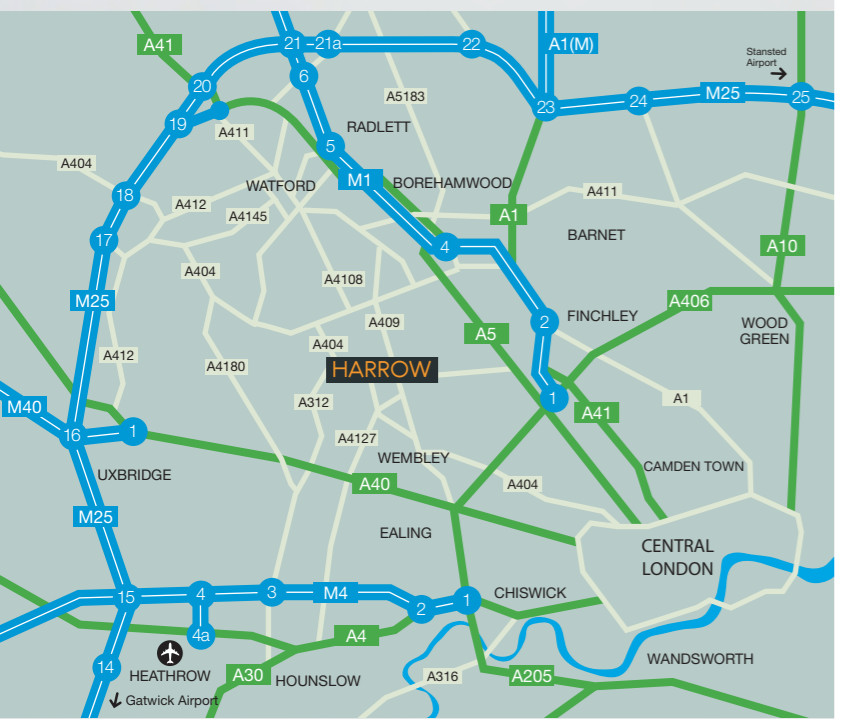 A41
21
21a
22
A1(M)
Stansted
Airport
20
6
A5183
23
24
M25
25
19
A411
RADLETT
5
A404
WATFORD
M1
BOREHAMWOOD
18
A412
A411
A4145
A1
17
4
BARNET
A10
A404
A4108
M25
A406
A409
2
FINCHLEY
WOOD
GREEN
A5
A412
A404
A4180
HARROW
M40
A312
1
A41
A1
16
1
A4127
WEMBLEY
CAMDEN TOWN
UXBRIDGE
A40
A404
M25
EALING
CENTRAL
LONDON
15
4
3
M4
2
1
CHISWICK
4a
A4
HEATHROW
WANDSWORTH
14
A30
HOUNSLOW
A316
A205
Gatwick Airport